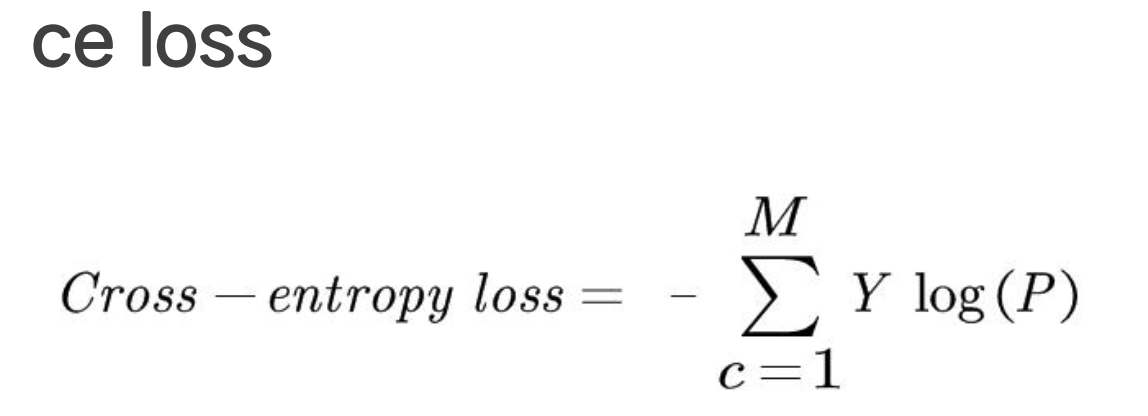 ce loss
M
Cross − entropy loss = − ∑ Y log (P)
c = 1